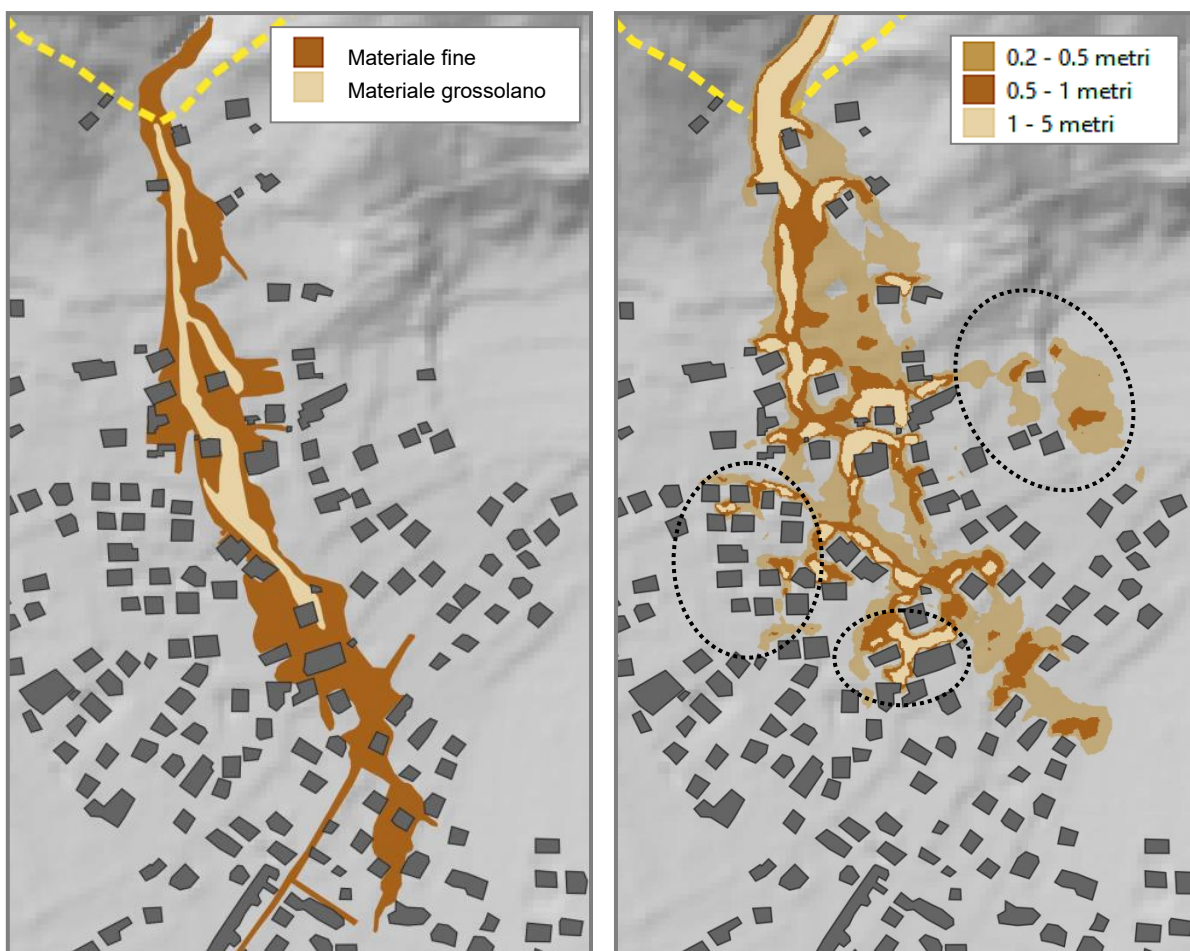 Materiale fine
Materiale grossolano
0.2 - 0.5 metri
0.5 - 1 metri
1 - 5 metri